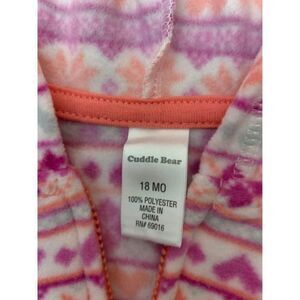 Cuddle Bear
18 MO
100% POLYESTER
MADE IN
CHINA
RN# 69016